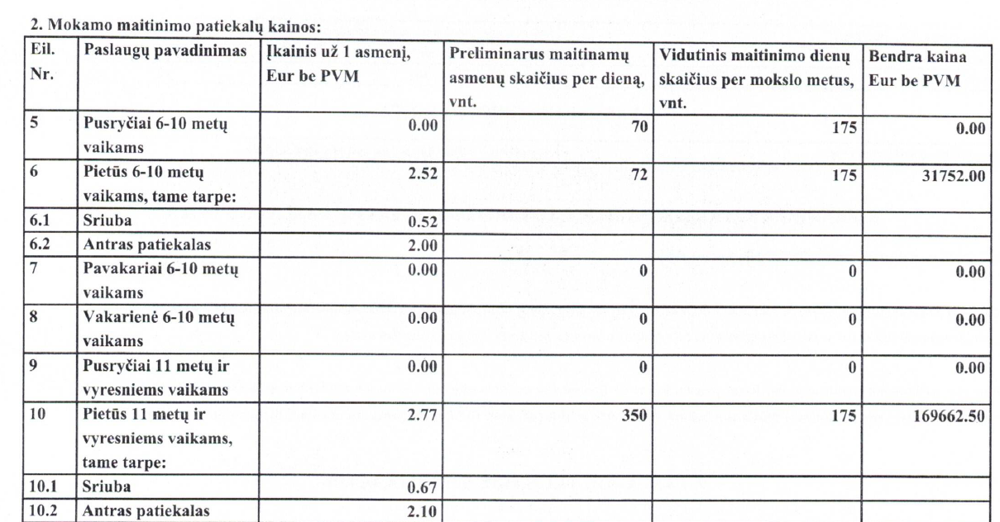 2. Mokamo maitinimo patiekalų kainos:
Eil. Nr. | Paslaugų pavadinimas | Įkainis už 1 asmenį, Eur be PVM | Preliminarus maitinamų asmenų skaičius per dieną, vnt. | Vidutinis maitinimo dienų skaičius per mokslo metus, vnt. | Bendra kaina Eur be PVM
5 | Pusryčiai 6-10 metų vaikams | 0.00 | 70 | 175 | 0.00
6 | Pietūs 6-10 metų vaikams, tame tarpe: | 2.52 | 72 | 175 | 31752.00
6.1 | Sriuba | 0.52
6.2 | Antras patiekalas | 2.00
7 | Pavakariai 6-10 metų vaikams | 0.00 | 0 | 0 | 0.00
8 | Vakarienė 6-10 metų vaikams | 0.00 | 0 | 0 | 0.00
9 | Pusryčiai 11 metų ir vyresniems vaikams | 0.00 | 0 | 0 | 0.00
10 | Pietūs 11 metų ir vyresniems vaikams, tame tarpe: | 2.77 | 350 | 175 | 169662.50
10.1 | Sriuba | 0.67
10.2 | Antras patiekalas | 2.10